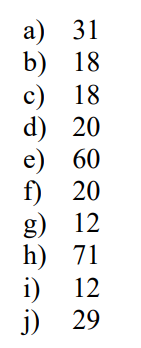 a) 31
b) 18
c) 18
d) 20
e) 60
f) 20
g) 12
h) 71
i) 12
j) 29